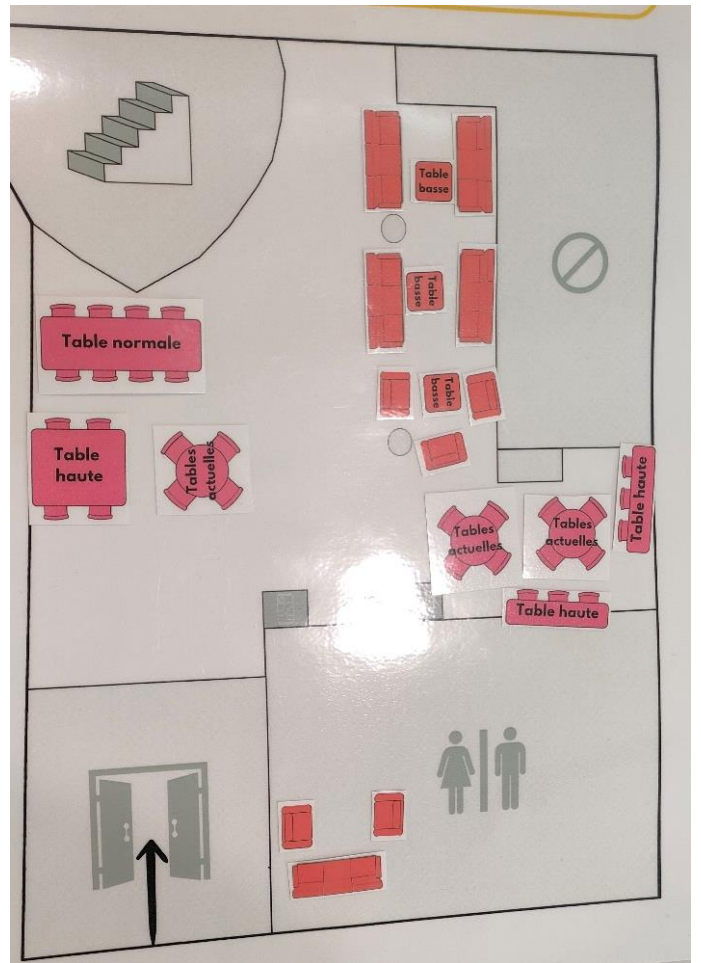 Table
basse
Table
basse
Table normale
Table
basse
Table
haute
Tables
actuelles
Table haute
Tables
actuelles
Tables
actuelles
Table haute